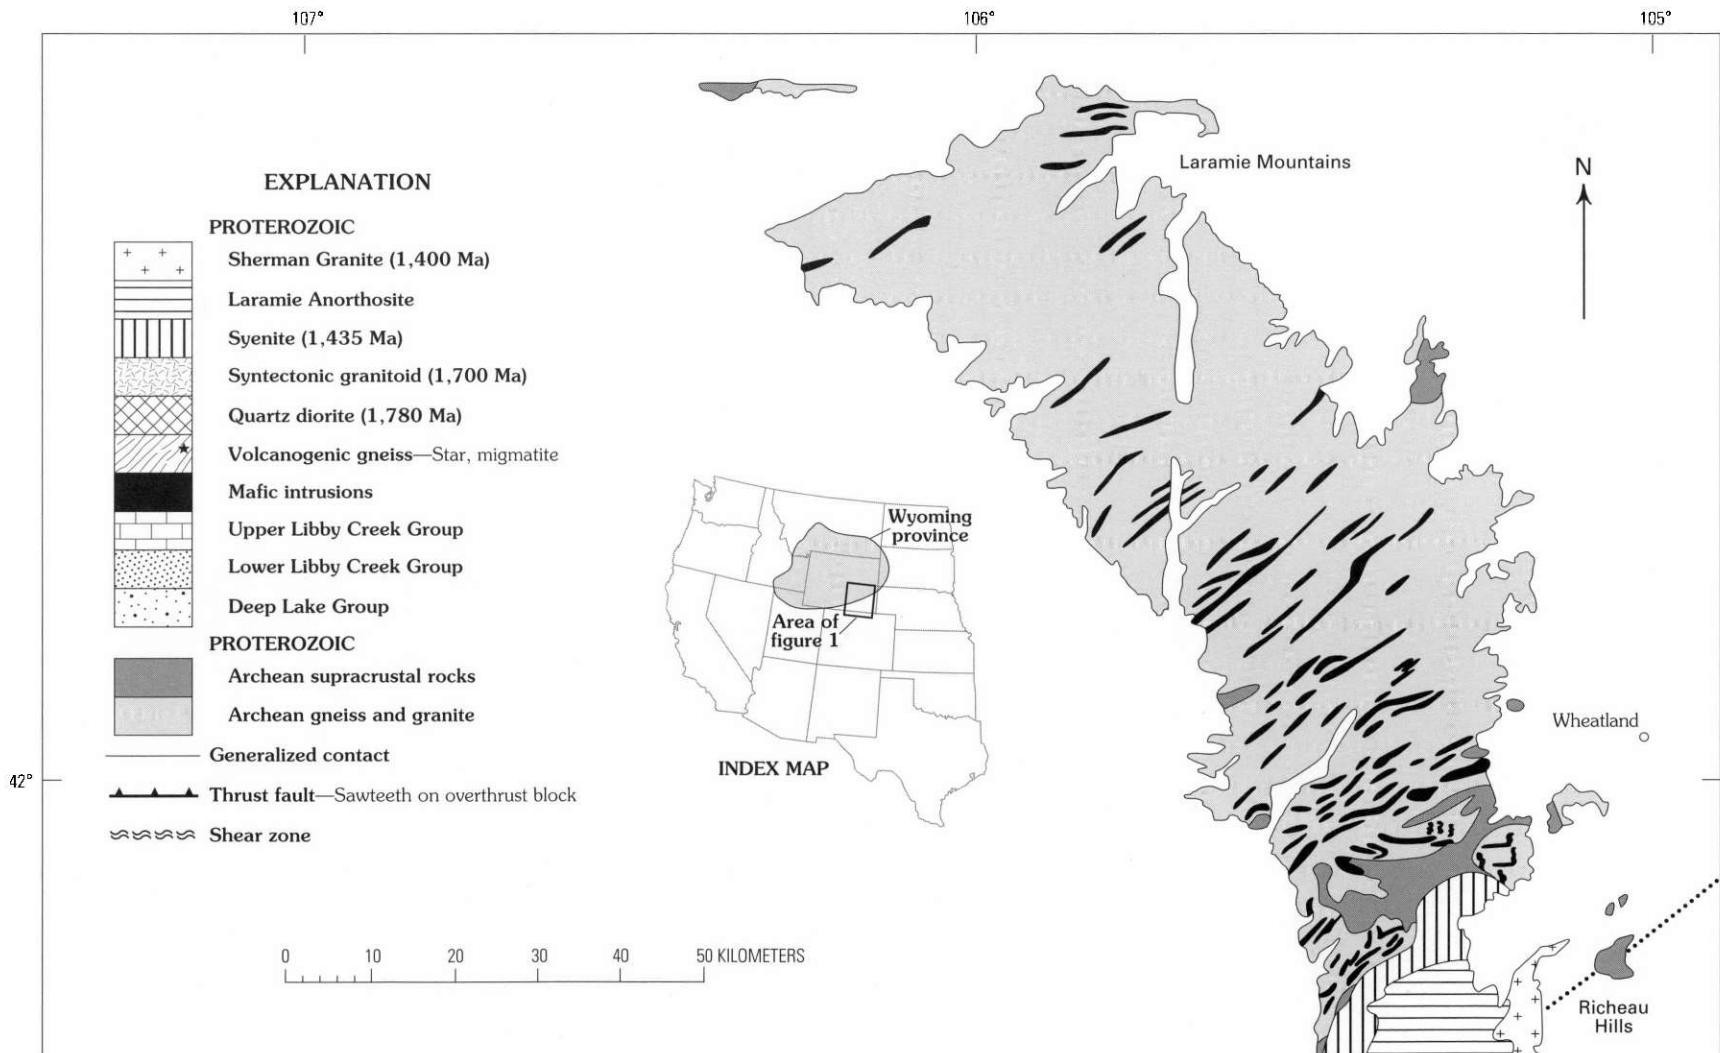 107°
106°
105°
Laramie Mountains
N
EXPLANATION
PROTEROZOIC
Sherman Granite (1,400 Ma)
Laramie Anorthosite
Syenite (1,435 Ma)
Syntectonic granitoid (1,700 Ma)
Quartz diorite (1,780 Ma)
Volcanogenic gneiss—Star, migmatite
Mafic intrusions
Upper Libby Creek Group
Lower Libby Creek Group
Deep Lake Group
PROTEROZOIC
Archean supracrustal rocks
Archean gneiss and granite
Generalized contact
Thrust fault—Sawteeth on overthrust block
Shear zone
Wyoming
province
Area of
figure 1
INDEX MAP
Wheatland
42°
0 10 20 30 40 50 KILOMETERS
Richeau
Hills